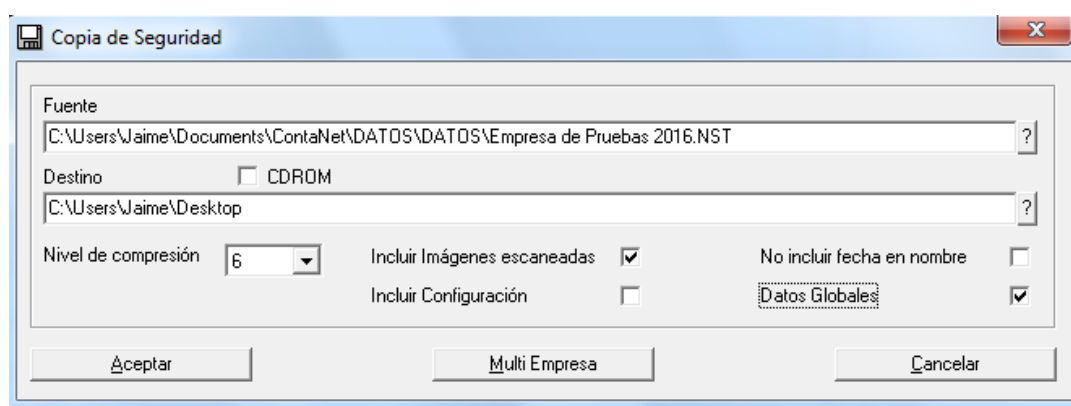 Copia de Seguridad
Fuente
C:\Users\Jaime\Documents\ContaNet\DATOS\DATOS\Empresa de Pruebas 2016.NST ?
Destino CDROM
C:\Users\Jaime\Desktop ?
Nivel de compresión 6 Incluir Imágenes escaneadas No incluir fecha en nombre
Incluir Configuración Datos Globales
Aceptar Multi Empresa Cancelar